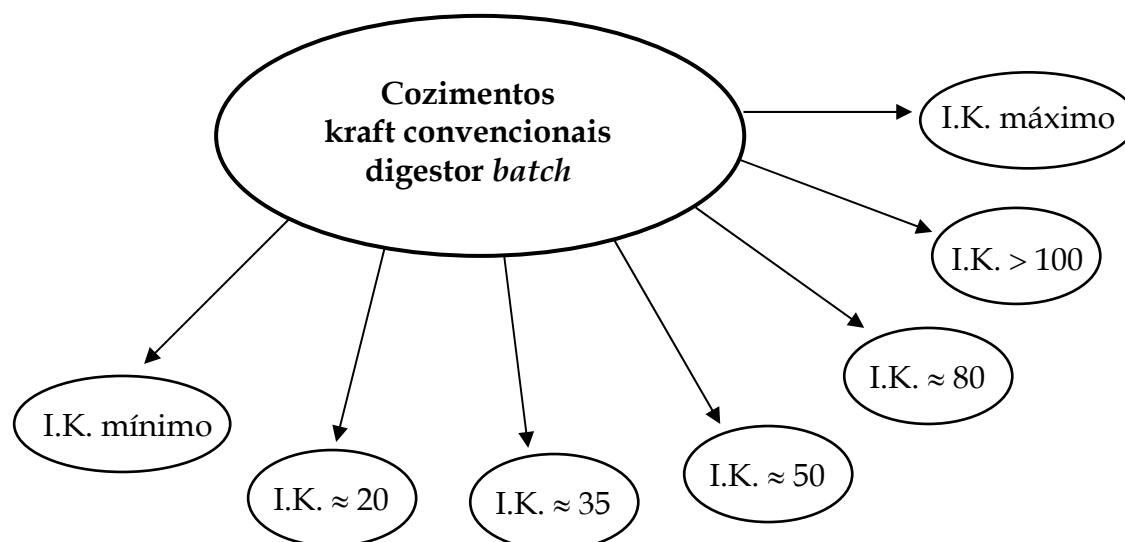 Cozimentos
kraft convencionais
digestor batch
I.K. máximo
I.K. > 100
I.K. ≈ 80
I.K. ≈ 50
I.K. ≈ 35
I.K. ≈ 20
I.K. mínimo